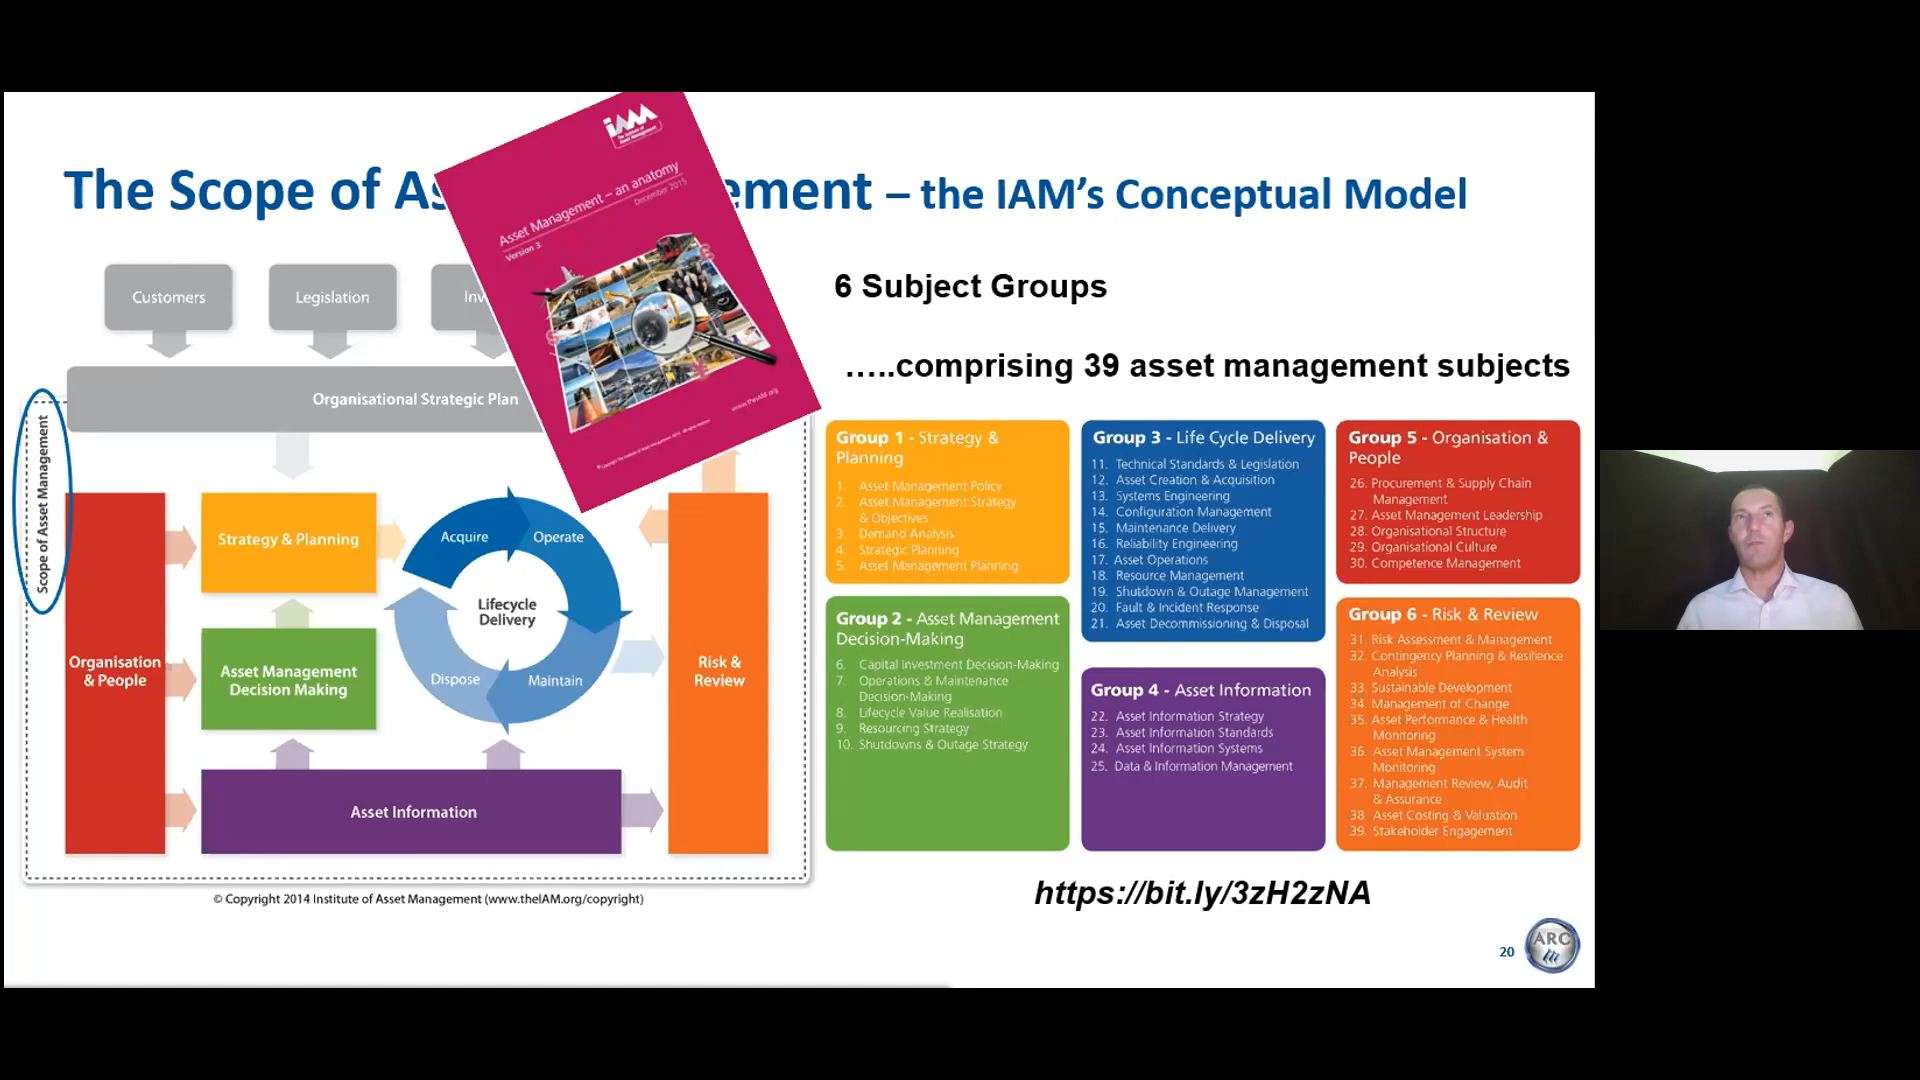 The Scope of As
ement – the IAM's Conceptual Model
iAM
The Institute of
Asset Management
Asset Management – an anatomy
December 2015
Version 3
www.theIAM.org
Customers
Legislation
Inv
Organisational Strategic Plan
Scope of Asset Management
Organisation
& People
Strategy & Planning
Asset Management
Decision Making
Acquire
Operate
Lifecycle
Delivery
Dispose
Maintain
Risk &
Review
Asset Information
© Copyright 2014 Institute of Asset Management (www.theIAM.org/copyright)
6 Subject Groups
.....comprising 39 asset management subjects
Group 1 - Strategy &
Planning
1. Asset Management Policy
2. Asset Management Strategy
& Objectives
3. Demand Analysis
4. Strategic Planning
5. Asset Management Planning
Group 2 - Asset Management
Decision-Making
6. Capital Investment Decision-Making
7. Operations & Maintenance
Decision-Making
8. Lifecycle Value Realisation
9. Resourcing Strategy
10. Shutdowns & Outage Strategy
Group 3 - Life Cycle Delivery
11. Technical Standards & Legislation
12. Asset Creation & Acquisition
13. Systems Engineering
14. Configuration Management
15. Maintenance Delivery
16. Reliability Engineering
17. Asset Operations
18. Resource Management
19. Shutdown & Outage Management
20. Fault & Incident Response
21. Asset Decommissioning & Disposal
Group 4 - Asset Information
22. Asset Information Strategy
23. Asset Information Standards
24. Asset Information Systems
25. Data & Information Management
Group 5 - Organisation &
People
26. Procurement & Supply Chain
Management
27. Asset Management Leadership
28. Organisational Structure
29. Organisational Culture
30. Competence Management
Group 6 - Risk & Review
31. Risk Assessment & Management
32. Contingency Planning & Resilience
Analysis
33. Sustainable Development
34. Management of Change
35. Asset Performance & Health
Monitoring
36. Asset Management System
Monitoring
37. Management Review, Audit
& Assurance
38. Asset Costing & Valuation
39. Stakeholder Engagement
https://bit.ly/3zH2zNA
20
ARC